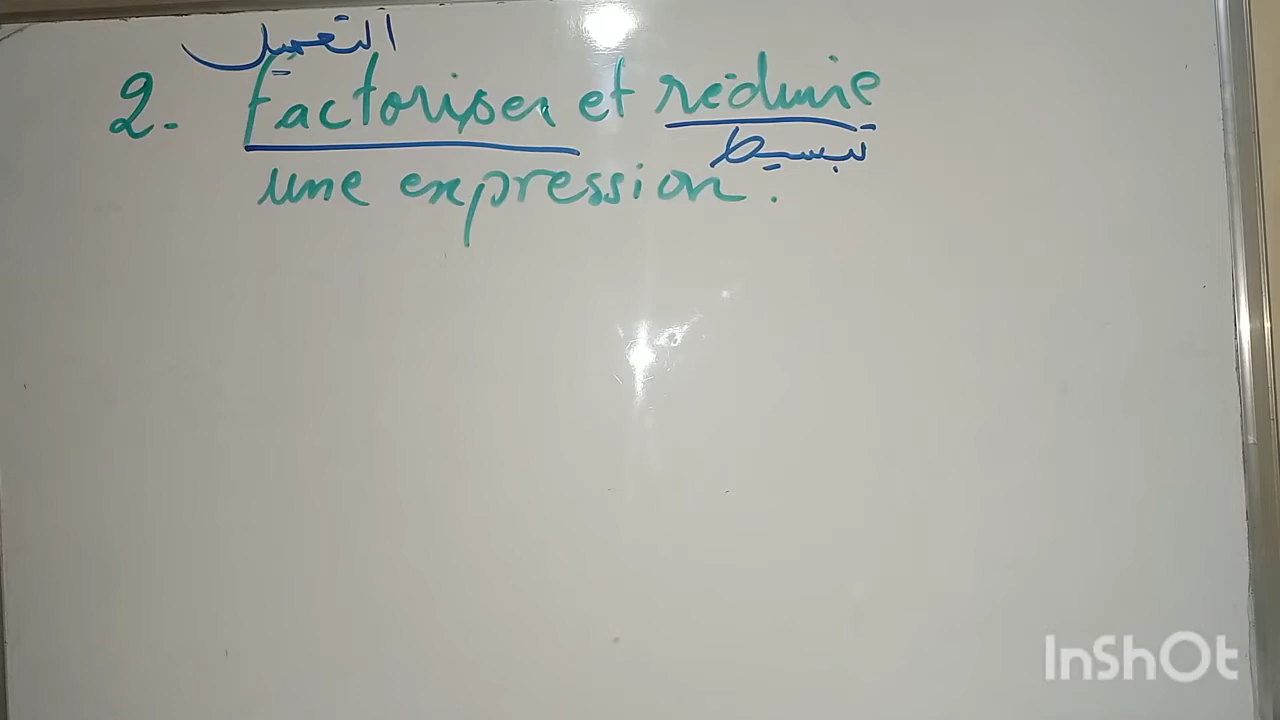 التعميل
2. Factoriser et réduire
تبسيط
une expression.
InShOt